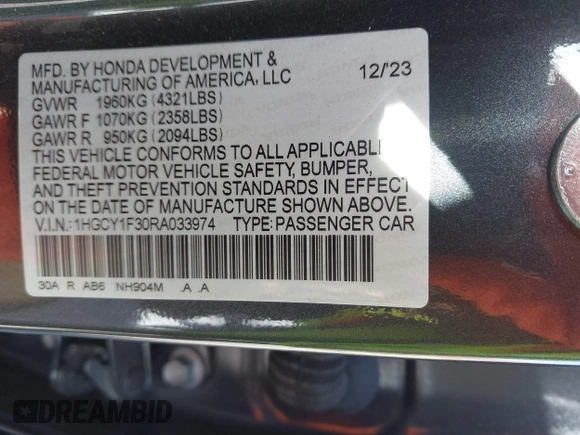 MFD. BY HONDA DEVELOPMENT &
MANUFACTURING OF AMERICA, LLC 12/'23
GVWR 1960KG (4321LBS)
GAWR F 1070KG (2358LBS)
GAWR R 950KG (2094LBS)
THIS VEHICLE CONFORMS TO ALL APPLICABLE
FEDERAL MOTOR VEHICLE SAFETY, BUMPER,
AND THEFT PREVENTION STANDARDS IN EFFECT
ON THE DATE OF MANUFACTURE SHOWN ABOVE.
V.I.N.:1HGCY1F30RA033974 TYPE:PASSENGER CAR
30A R AB6 NH904M .A .A
DREAMBID